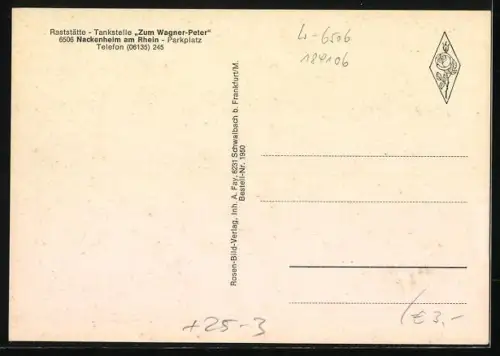 Raststätte - Tankstelle „Zum Wagner-Peter"
6506 Nackenheim am Rhein - Parkplatz
Telefon (06135) 245
4-6506
184106
Rosen-Bild-Verlag, Inh. A. Fay, 6231 Schwalbach b. Frankfurt/M.
Bestell-Nr. 1950
+25-3
€ 3,-